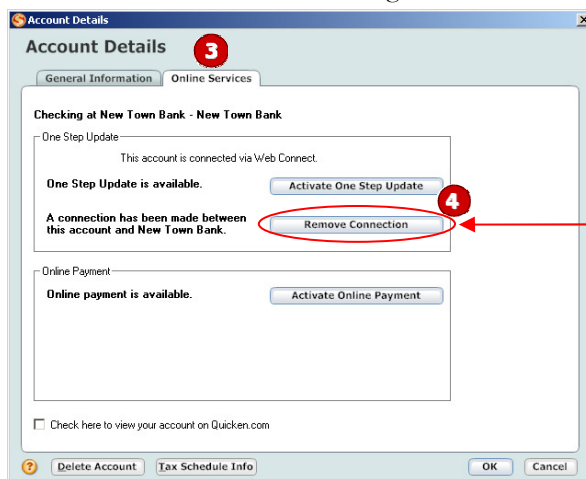 Account Details
Account Details
3
General Information Online Services
Checking at New Town Bank - New Town Bank
One Step Update
This account is connected via Web Connect.
One Step Update is available. Activate One Step Update
4
A connection has been made between
this account and New Town Bank. Remove Connection
Online Payment
Online payment is available. Activate Online Payment
Check here to view your account on Quicken.com
? Delete Account Tax Schedule Info OK Cancel